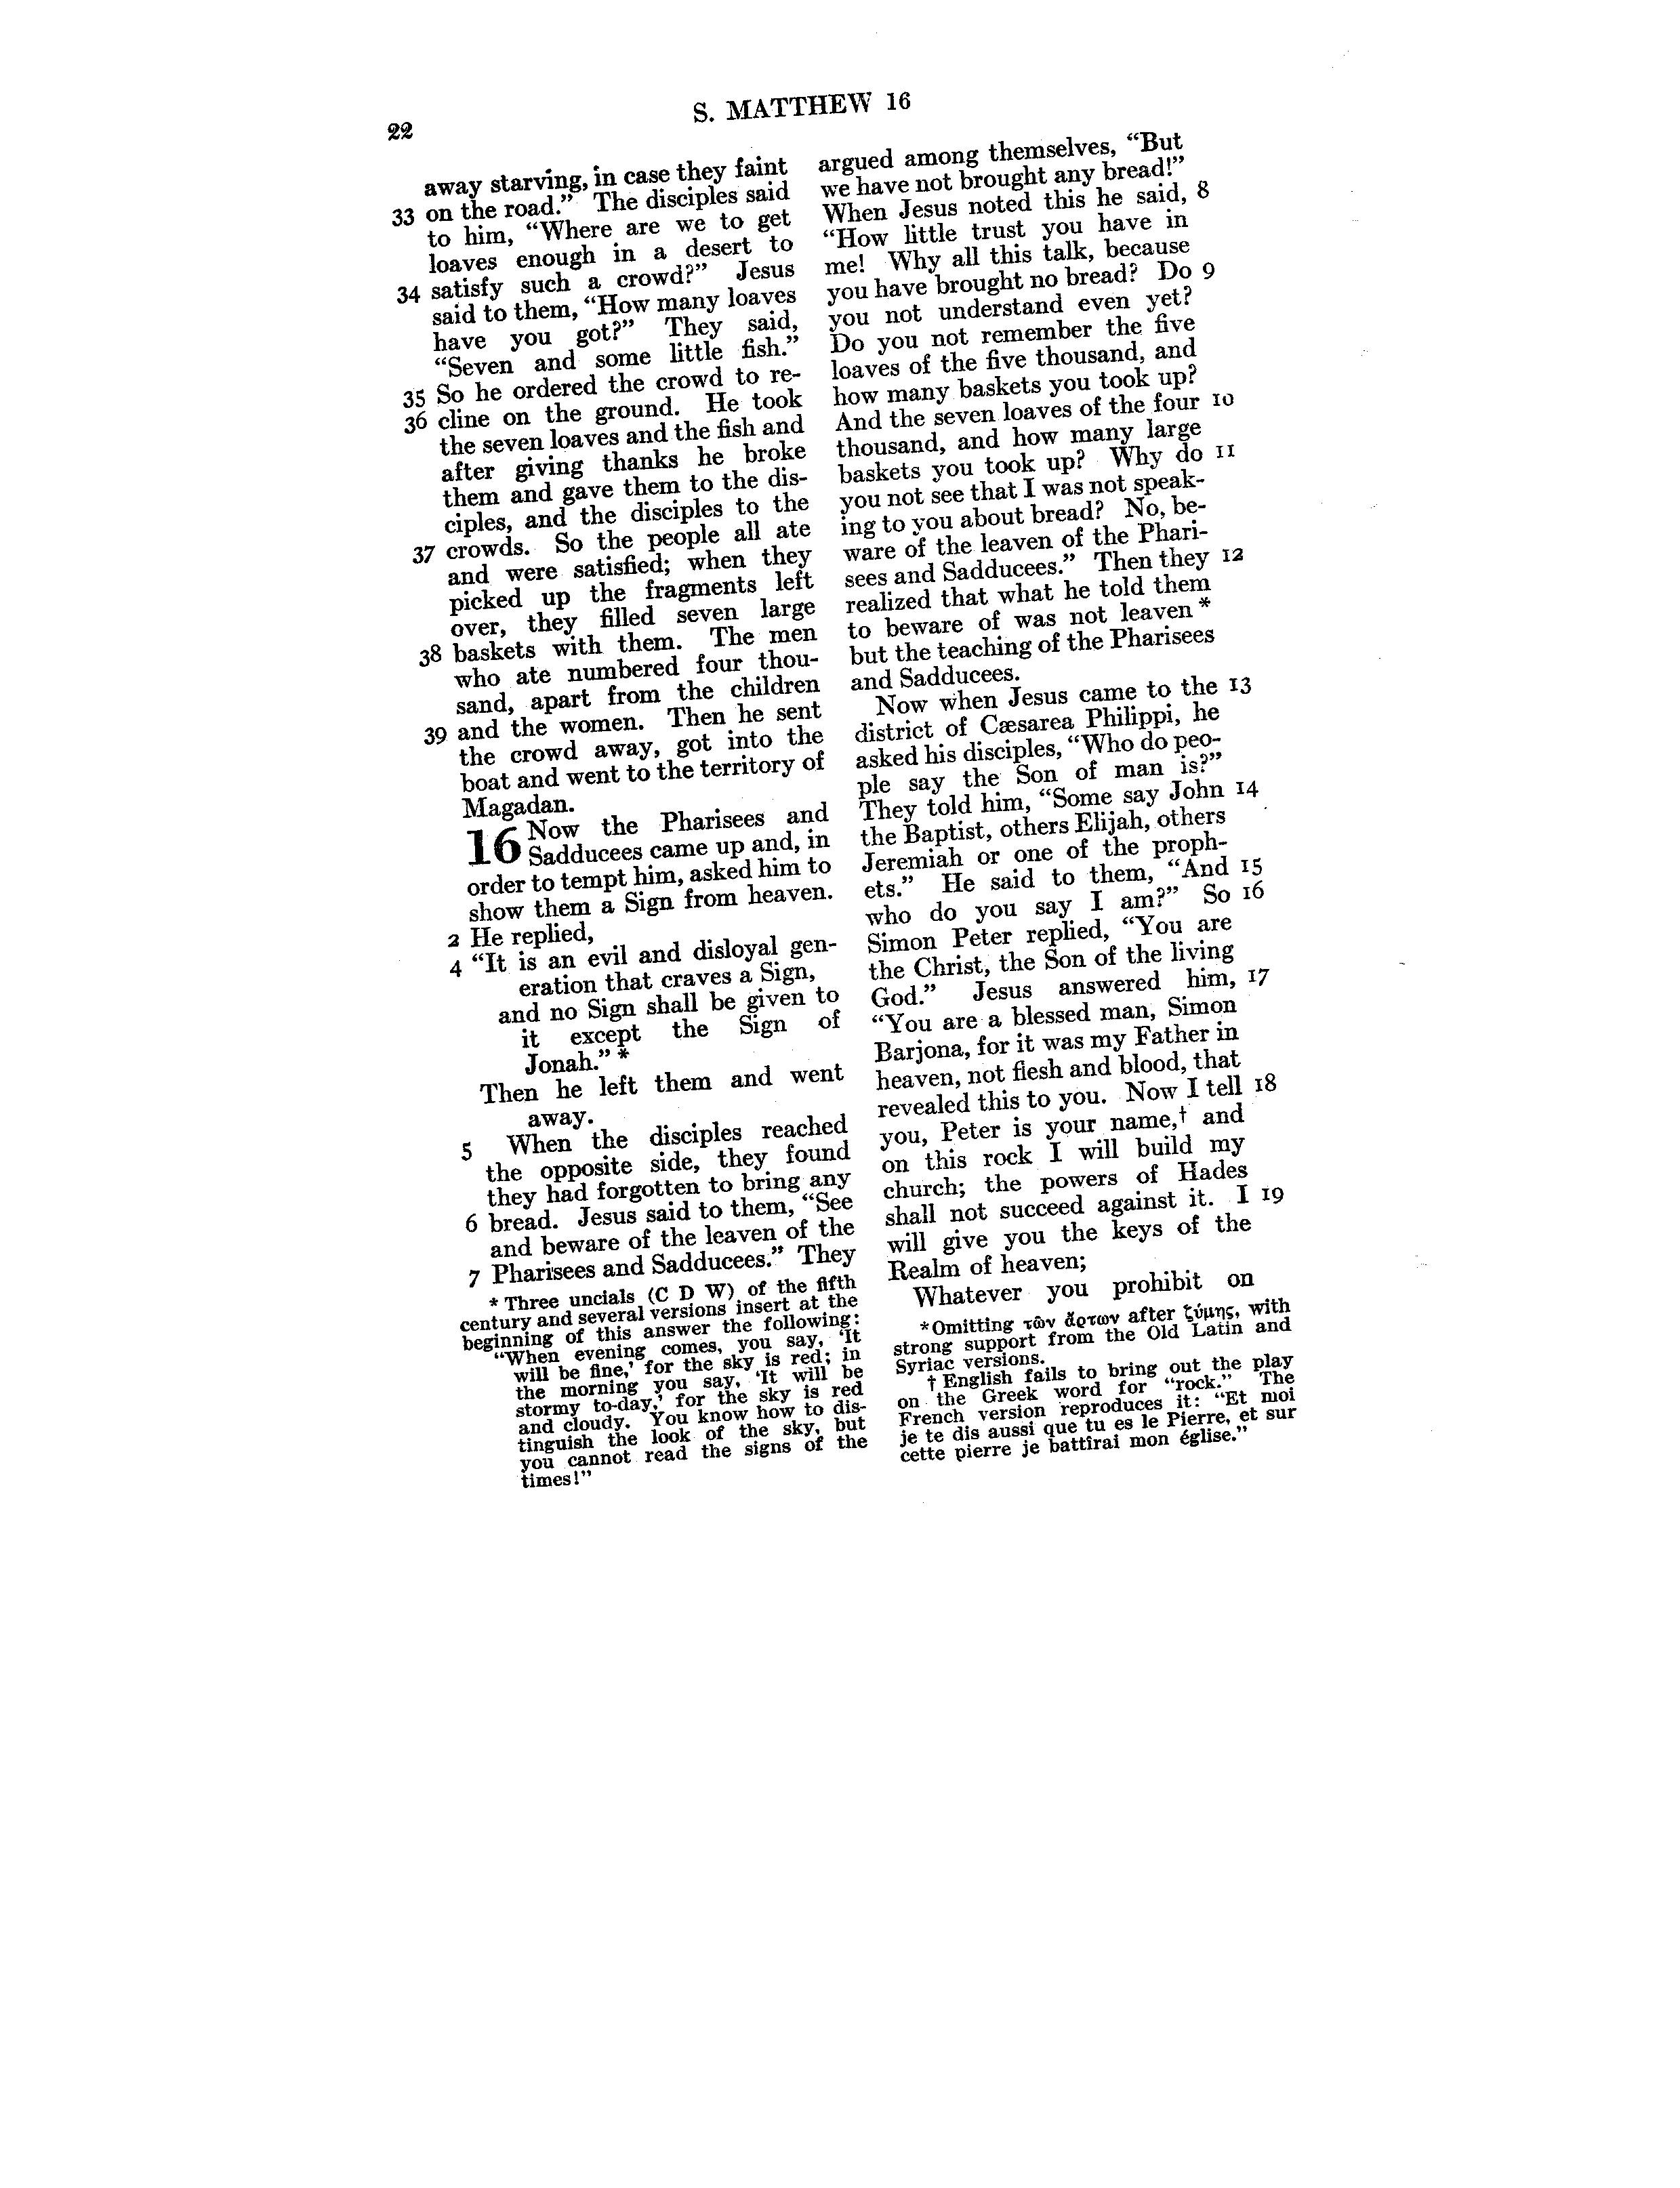 22
S. MATTHEW 16
away starving, in case they faint
33 on the road.” The disciples said
to him, “Where are we to get
loaves enough in a desert to
34 satisfy such a crowd?” Jesus
said to them, “How many loaves
have you got?” They said,
“Seven and some little fish.”
35 So he ordered the crowd to re-
36 cline on the ground. He took
the seven loaves and the fish and
after giving thanks he broke
them and gave them to the dis-
ciples, and the disciples to the
37 crowds. So the people all ate
and were satisfied; when they
picked up the fragments left
over, they filled seven large
38 baskets with them. The men
who ate numbered four thou-
sand, apart from the children
39 and the women. Then he sent
the crowd away, got into the
boat and went to the territory of
Magadan.
16 Now the Pharisees and
Sadducees came up and, in
order to tempt him, asked him to
show them a Sign from heaven.
2 He replied,
4 “It is an evil and disloyal gen-
eration that craves a Sign,
and no Sign shall be given to
it except the Sign of
Jonah.”*
Then he left them and went
away.
5 When the disciples reached
the opposite side, they found
they had forgotten to bring any
6 bread. Jesus said to them, “See
and beware of the leaven of the
7 Pharisees and Sadducees.” They
* Three uncials (C D W) of the fifth
century and several versions insert at the
beginning of this answer the following:
“When evening comes, you say, ‘It
will be fine,’ for the sky is red; in
the morning you say, ‘It will be
stormy to-day,’ for the sky is red
and cloudy. You know how to dis-
tinguish the look of the sky, but
you cannot read the signs of the
times!”
argued among themselves, “But
we have not brought any bread!”
When Jesus noted this he said, 8
“How little trust you have in
me! Why all this talk, because
you have brought no bread? Do 9
you not understand even yet?
Do you not remember the five
loaves of the five thousand, and
how many baskets you took up?
And the seven loaves of the four 10
thousand, and how many large
baskets you took up? Why do 11
you not see that I was not speak-
ing to you about bread? No, be-
ware of the leaven of the Phari-
sees and Sadducees.” Then they 12
realized that what he told them
to beware of was not leaven *
but the teaching of the Pharisees
and Sadducees.
Now when Jesus came to the 13
district of Cæsarea Philippi, he
asked his disciples, “Who do peo-
ple say the Son of man is?”
They told him, “Some say John 14
the Baptist, others Elijah, others
Jeremiah or one of the proph-
ets.” He said to them, “And 15
who do you say I am?” So 16
Simon Peter replied, “You are
the Christ, the Son of the living
God.” Jesus answered him, 17
“You are a blessed man, Simon
Barjona, for it was my Father in
heaven, not flesh and blood, that
revealed this to you. Now I tell 18
you, Peter is your name,† and
on this rock I will build my
church; the powers of Hades
shall not succeed against it. I 19
will give you the keys of the
Realm of heaven;
Whatever you prohibit on
*Omitting τῶν ἄρτων after ζύμης, with
strong support from the Old Latin and
Syriac versions.
† English fails to bring out the play
on the Greek word for “rock.” The
French version reproduces it: “Et moi
je te dis aussi que tu es le Pierre, et sur
cette pierre je battîrai mon église.”